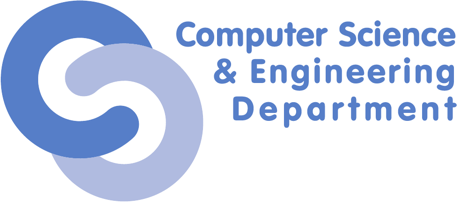 Computer Science
& Engineering
Department